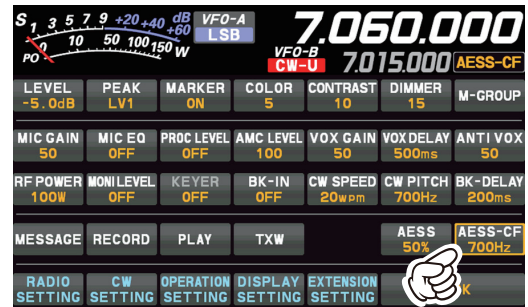 S 1 3 5 7 9 +20 +40 +60 dB
PO 0 10 50 100 150 W
VFO-A
LSB
7.060.000
VFO-B
CW-U
7.015.000
AESS-CF
LEVEL PEAK MARKER COLOR CONTRAST DIMMER M-GROUP
-5.0dB LV1 ON 5 10 15
MIC GAIN MIC EQ PROC LEVEL AMC LEVEL VOX GAIN VOX DELAY ANTI VOX
50 OFF OFF 100 50 500ms 50
RF POWER MONI LEVEL KEYER BK-IN CW SPEED CW PITCH BK-DELAY
100W OFF OFF OFF 20WPM 700Hz 200ms
MESSAGE RECORD PLAY TXW AESS AESS-CF
50% 700Hz
RADIO CW OPERATION DISPLAY EXTENSION
SETTING SETTING SETTING SETTING SETTING